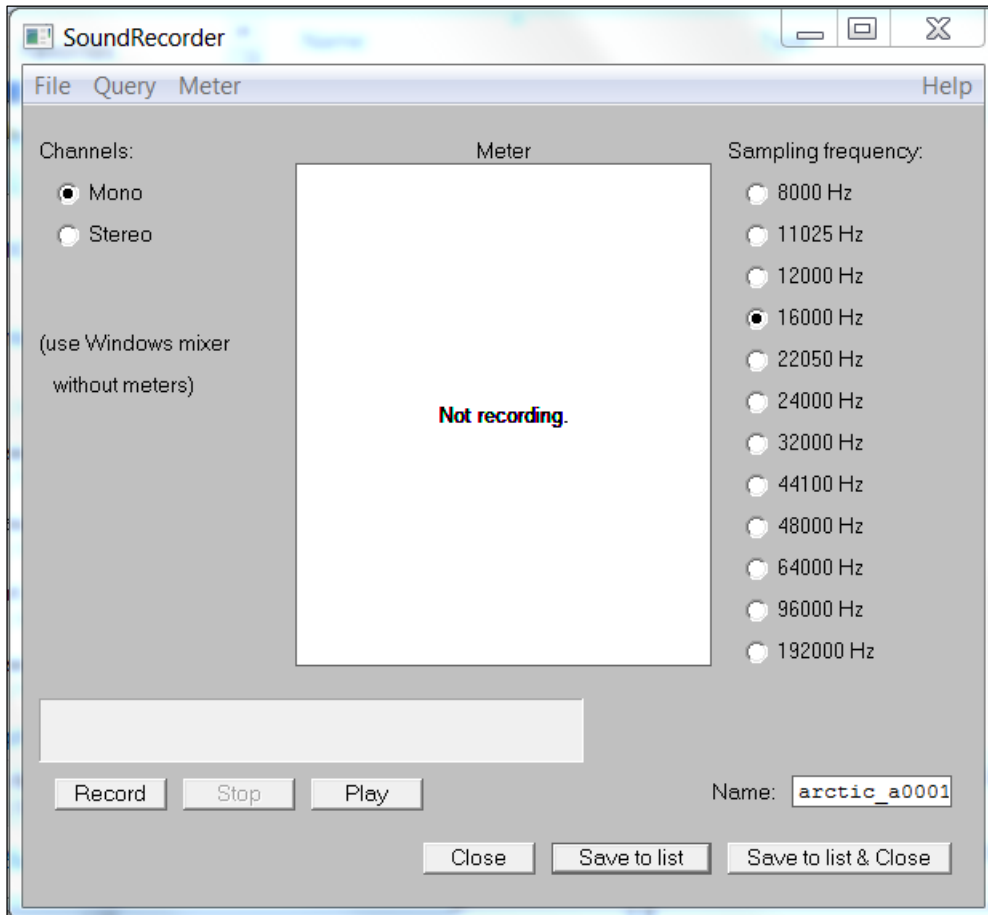 SoundRecorder
File Query Meter Help
Channels:
Mono
Stereo
(use Windows mixer
without meters)
Meter
Not recording.
Sampling frequency:
8000 Hz
11025 Hz
12000 Hz
16000 Hz
22050 Hz
24000 Hz
32000 Hz
44100 Hz
48000 Hz
64000 Hz
96000 Hz
192000 Hz
Record Stop Play
Name: arctic_a0001
Close Save to list Save to list & Close